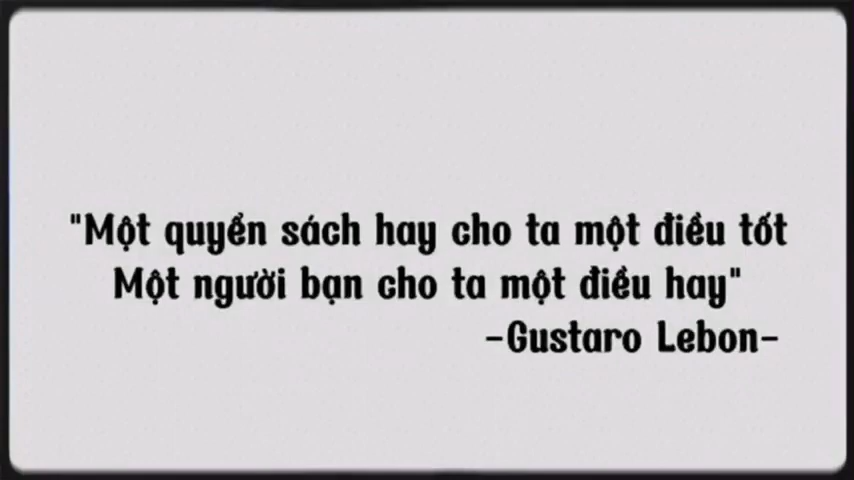 "Một quyển sách hay cho ta một điều tốt
Một người bạn cho ta một điều hay"
-Gustaro Lebon-